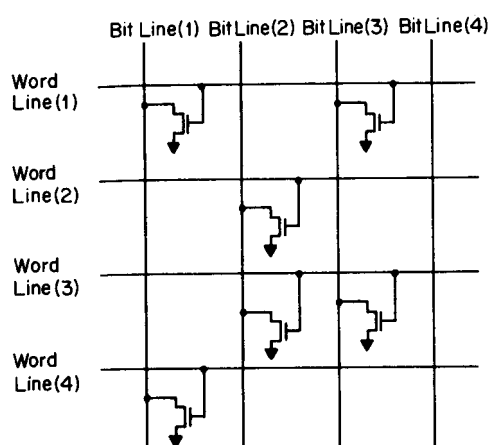 Bit Line(1) Bit Line(2) Bit Line(3) Bit Line(4)
Word
Line(1)
Word
Line(2)
Word
Line(3)
Word
Line(4)